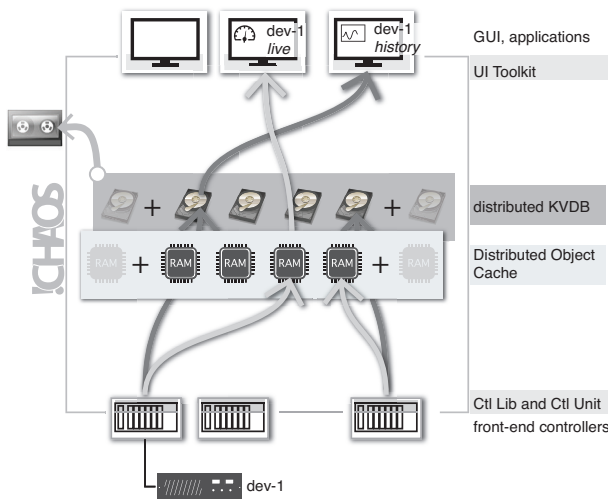 dev-1
live
dev-1
history
GUI, applications
UI Toolkit
!CHAOS
+
+
distributed KVDB
RAM
+
RAM
RAM
RAM
RAM
+
RAM
Distributed Object
Cache
Ctl Lib and Ctl Unit
front-end controllers
dev-1